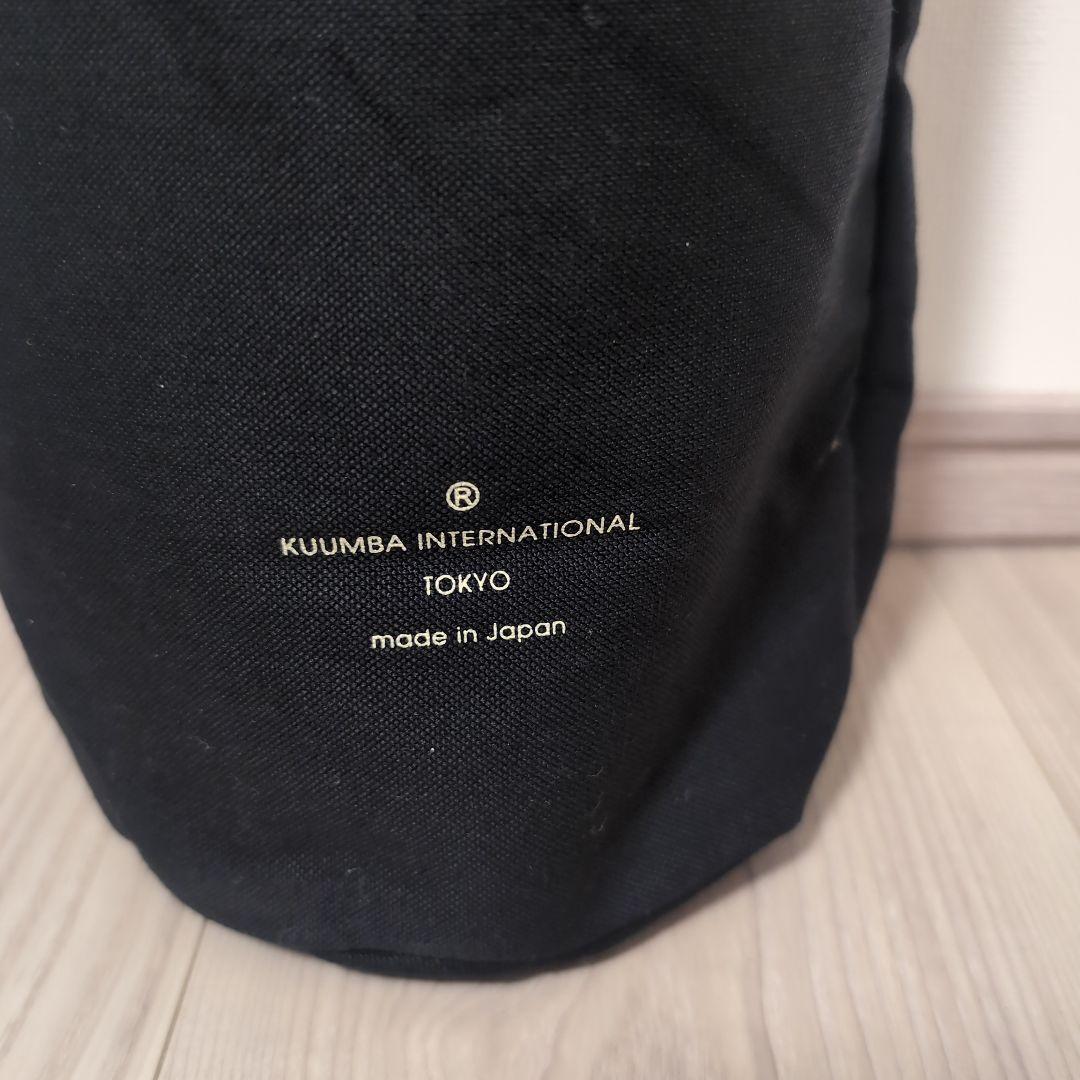 ®
KUUMBA INTERNATIONAL
TOKYO
made in Japan